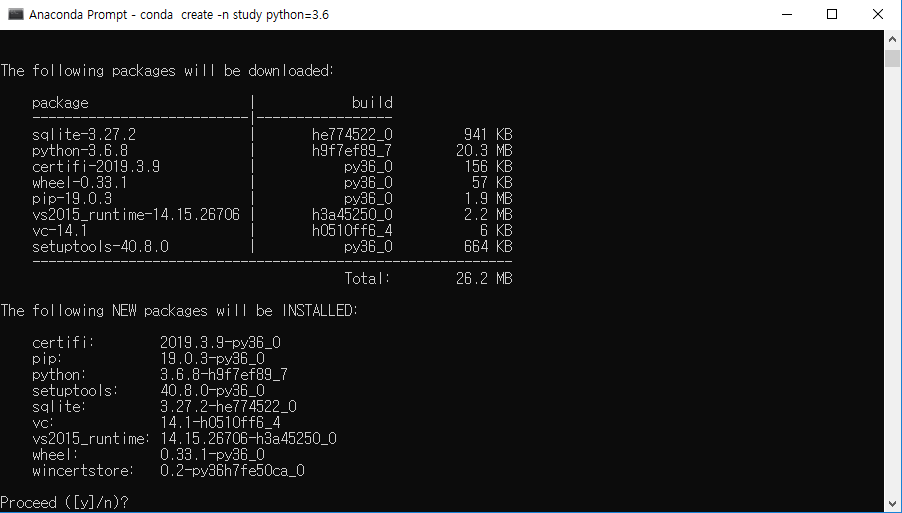 Anaconda Prompt - conda  create -n study python=3.6
The following packages will be downloaded:
    package                    |            build
    ---------------------------|-----------------
    sqlite-3.27.2              |       he774522_0         941 KB
    python-3.6.8               |       h9f7ef89_7        20.3 MB
    certifi-2019.3.9           |           py36_0         156 KB
    wheel-0.33.1               |           py36_0          57 KB
    pip-19.0.3                 |           py36_0         1.9 MB
    vs2015_runtime-14.15.26706 |       h3a45250_0         2.2 MB
    vc-14.1                    |       h0510ff6_4           6 KB
    setuptools-40.8.0          |           py36_0         664 KB
    ------------------------------------------------------------
                                           Total:        26.2 MB
The following NEW packages will be INSTALLED:
    certifi:        2019.3.9-py36_0
    pip:            19.0.3-py36_0
    python:         3.6.8-h9f7ef89_7
    setuptools:     40.8.0-py36_0
    sqlite:         3.27.2-he774522_0
    vc:             14.1-h0510ff6_4
    vs2015_runtime: 14.15.26706-h3a45250_0
    wheel:          0.33.1-py36_0
    wincertstore:   0.2-py36h7fe50ca_0
Proceed ([y]/n)?